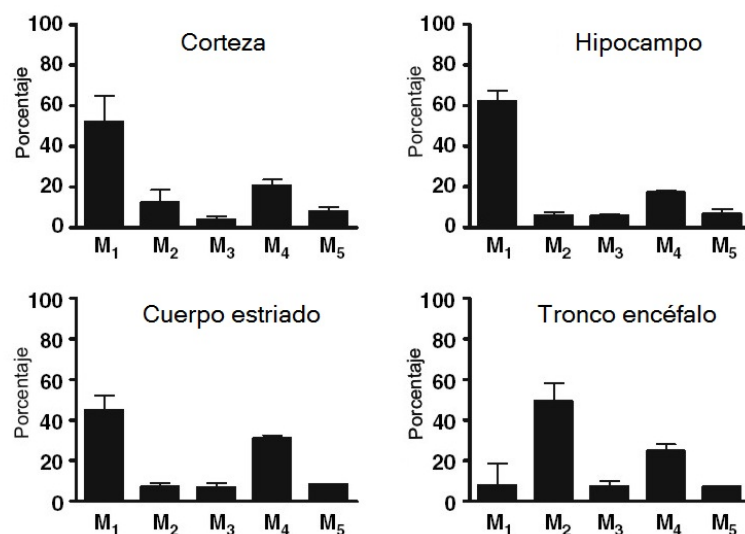 Corteza
Porcentaje
100
80
60
40
20
0
M₁ M₂ M₃ M₄ M₅
Hipocampo
Porcentaje
100
80
60
40
20
0
M₁ M₂ M₃ M₄ M₅
Cuerpo estriado
Porcentaje
100
80
60
40
20
0
M₁ M₂ M₃ M₄ M₅
Tronco encéfalo
Porcentaje
100
80
60
40
20
0
M₁ M₂ M₃ M₄ M₅